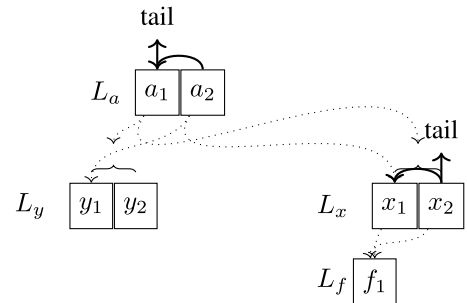 tail
L_a a_1 a_2
tail
L_y y_1 y_2 L_x x_1 x_2
L_f f_1